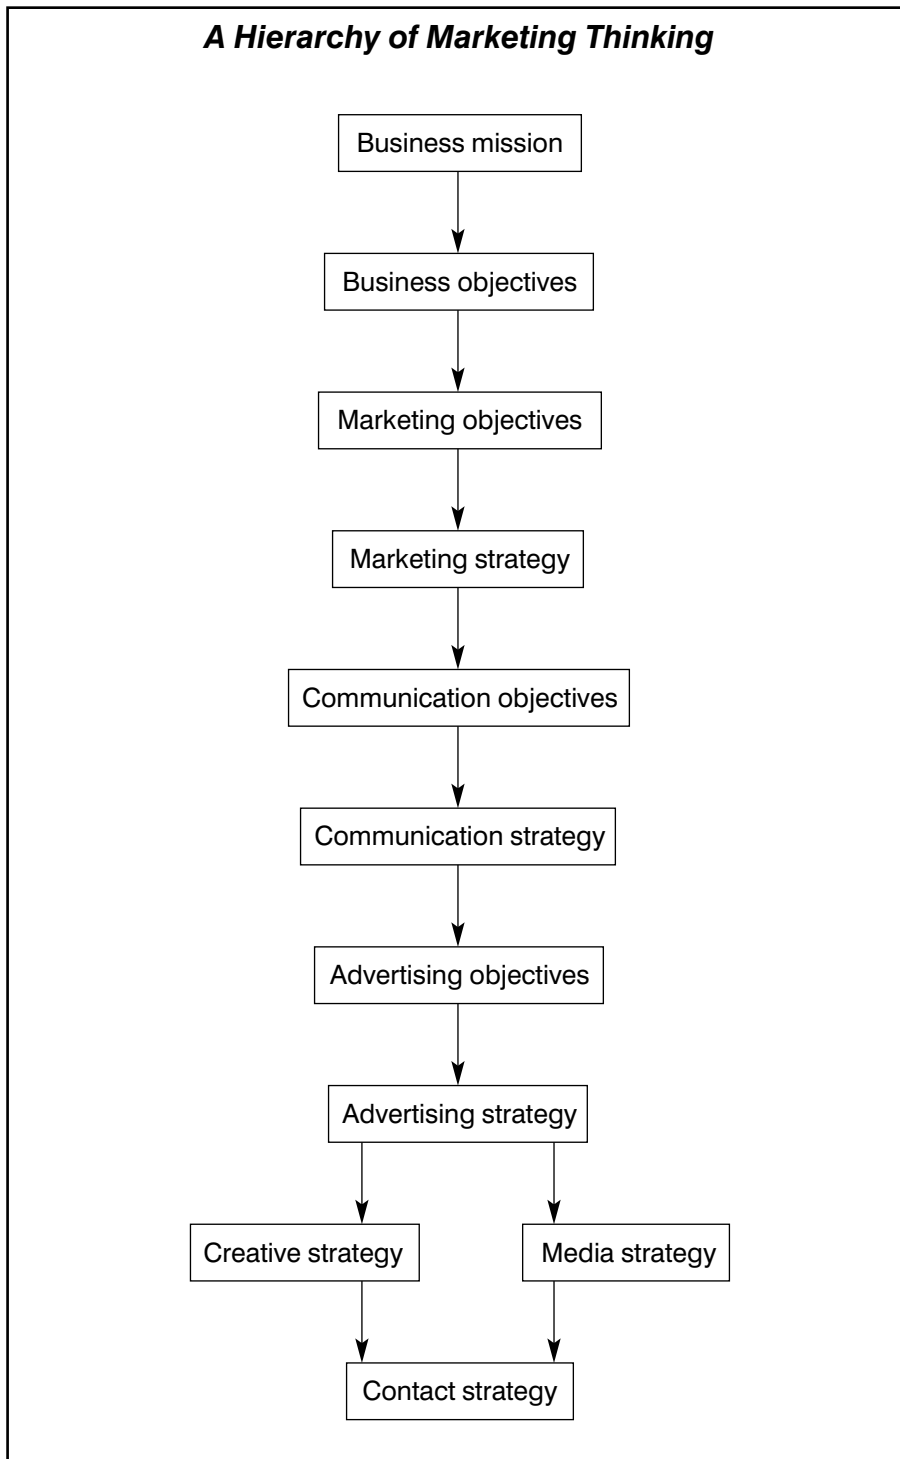 A Hierarchy of Marketing Thinking
Business mission
Business objectives
Marketing objectives
Marketing strategy
Communication objectives
Communication strategy
Advertising objectives
Advertising strategy
Creative strategy
Media strategy
Contact strategy